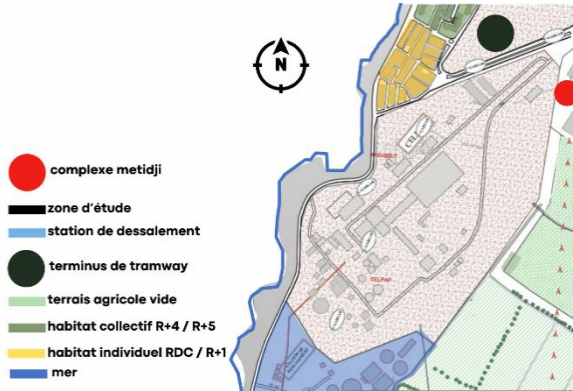 N
complexe metidji
zone d'étude
station de dessalement
terminus de tramway
terrais agricole vide
habitat collectif R+4 / R+5
habitat individuel RDC / R+1
mer